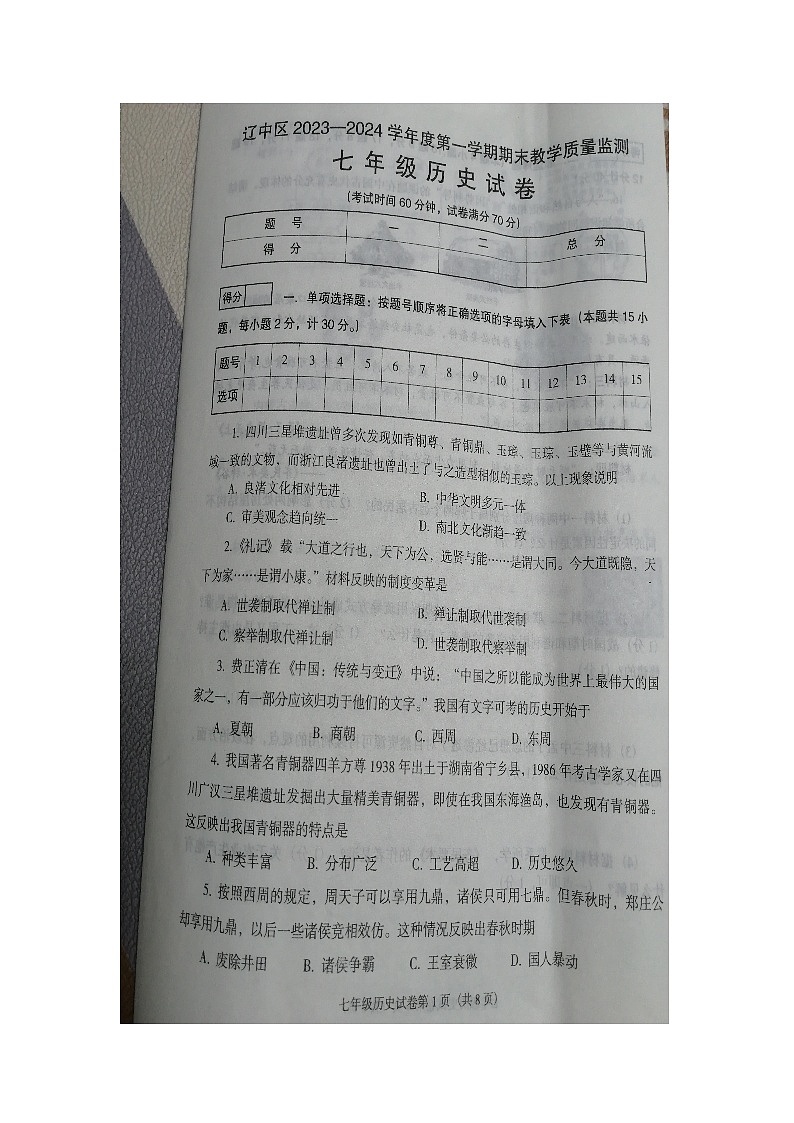 辽中区2023—2024学年度第一学期期末教学质量监测
七年级历史试卷
(考试时间60分钟，试卷满分70分)
题 号 一 二 总 分
得 分
得分
一. 单项选择题：按题号顺序将正确选项的字母填入下表（本题共15小
题，每小题2分，计30分。）
题号 1 2 3 4 5 6 7 8 9 10 11 12 13 14 15
选项
1. 四川三星堆遗址曾多次发现如青铜尊、青铜鼎、玉琮、玉琮、玉璧等与黄河流
域一致的文物，而浙江良渚遗址也曾出土了与之造型相似的玉琮。以上现象说明
A. 良渚文化相对先进 B. 中华文明多元一体
C. 审美观念趋向统一 D. 南北文化渐趋一致
2.《礼记》载“大道之行也，天下为公，选贤与能……是谓大同。今大道既隐，天
下为家……是谓小康。”材料反映的制度变革是
A. 世袭制取代禅让制 B. 禅让制取代世袭制
C. 察举制取代禅让制 D. 世袭制取代察举制
3. 费正清在《中国：传统与变迁》中说：“中国之所以能成为世界上最伟大的国
家之一，有一部分应该归功于他们的文字。”我国有文字可考的历史开始于
A. 夏朝 B. 商朝 C. 西周 D. 东周
4. 我国著名青铜器四羊方尊1938年出土于湖南省宁乡县，1986年考古学家又在四
川广汉三星堆遗址发掘出大量精美青铜器，即使在我国东海渔岛，也发现有青铜器。
这反映出我国青铜器的特点是
A. 种类丰富 B. 分布广泛 C. 工艺高超 D. 历史悠久
5. 按照西周的规定，周天子可以享用九鼎，诸侯只可用七鼎。但春秋时，郑庄公
却享用九鼎，以后一些诸侯竞相效仿。这种情况反映出春秋时期
A. 废除井田 B. 诸侯争霸 C. 王室衰微 D. 国人暴动
七年级历史试卷第1页（共8页）